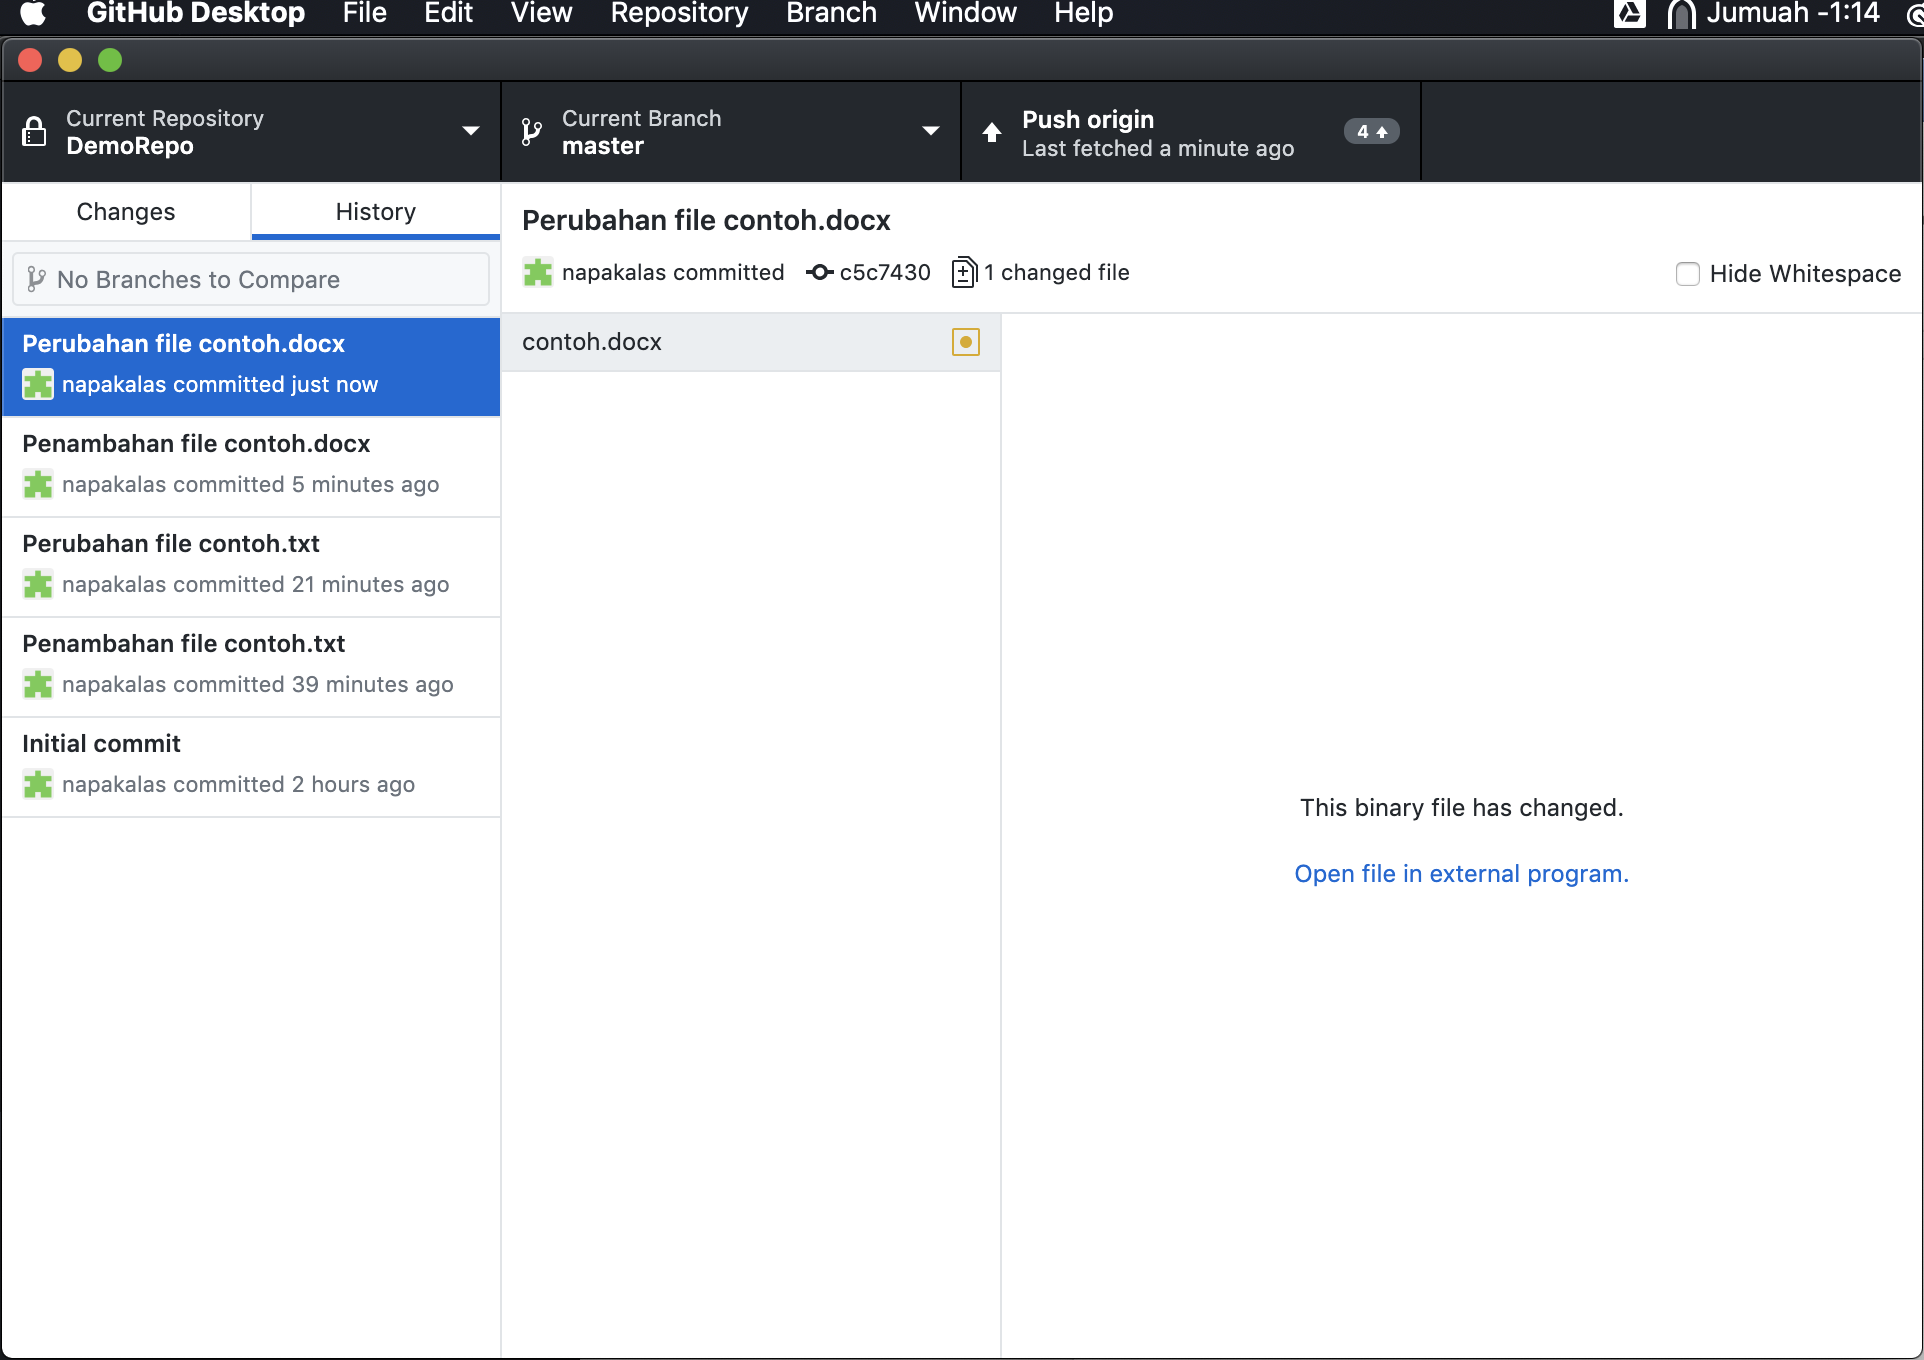 GitHub Desktop File Edit View Repository Branch Window Help Jumuah -1:14
Current Repository
DemoRepo
Current Branch
master
Push origin
Last fetched a minute ago
4
Changes
History
No Branches to Compare
Perubahan file contoh.docx
napakalas committed just now
Penambahan file contoh.docx
napakalas committed 5 minutes ago
Perubahan file contoh.txt
napakalas committed 21 minutes ago
Penambahan file contoh.txt
napakalas committed 39 minutes ago
Initial commit
napakalas committed 2 hours ago
Perubahan file contoh.docx
napakalas committed c5c7430 1 changed file
Hide Whitespace
contoh.docx
This binary file has changed.
Open file in external program.